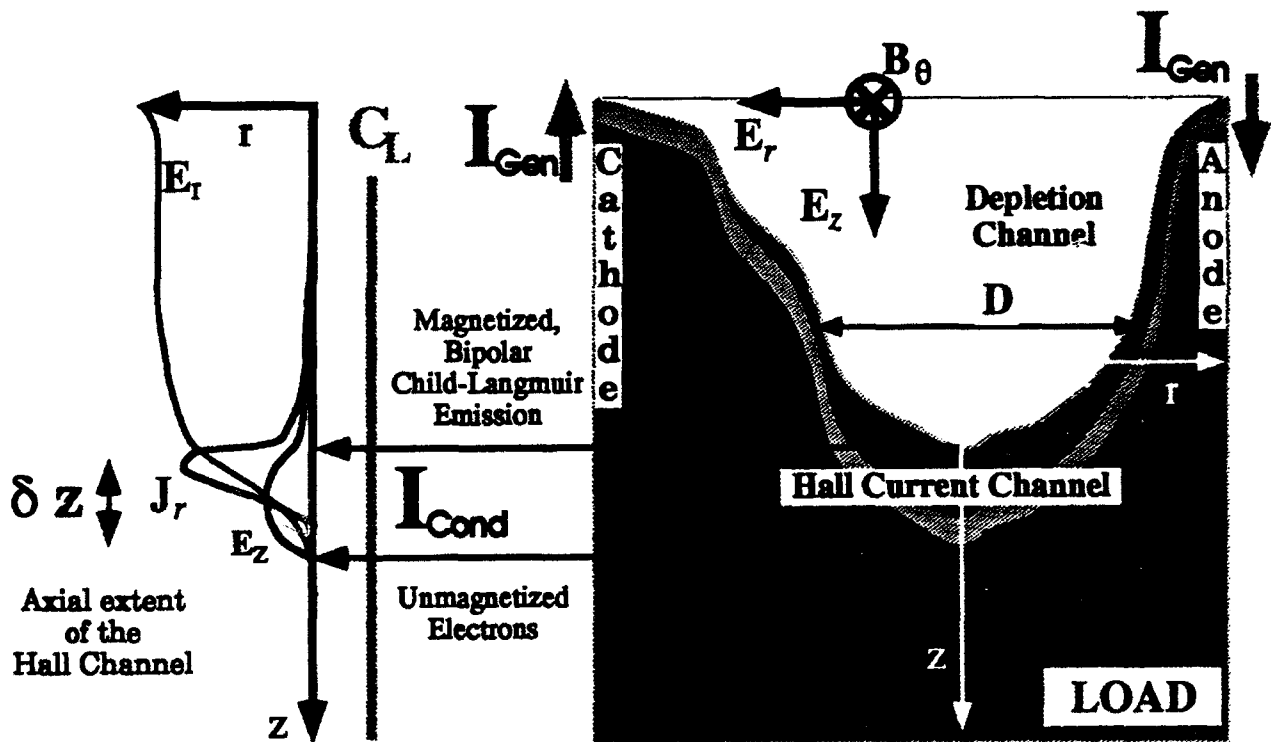 r
E_r
C_L
I_Gen
E_r
B_θ
E_z
I_Gen
Cathode
Anode
Depletion
Channel
D
r
Magnetized,
Bipolar
Child-Langmuir
Emission
Hall Current Channel
δ z
J_r
E_z
I_Cond
Axial extent
of the
Hall Channel
Unmagnetized
Electrons
z
z
LOAD